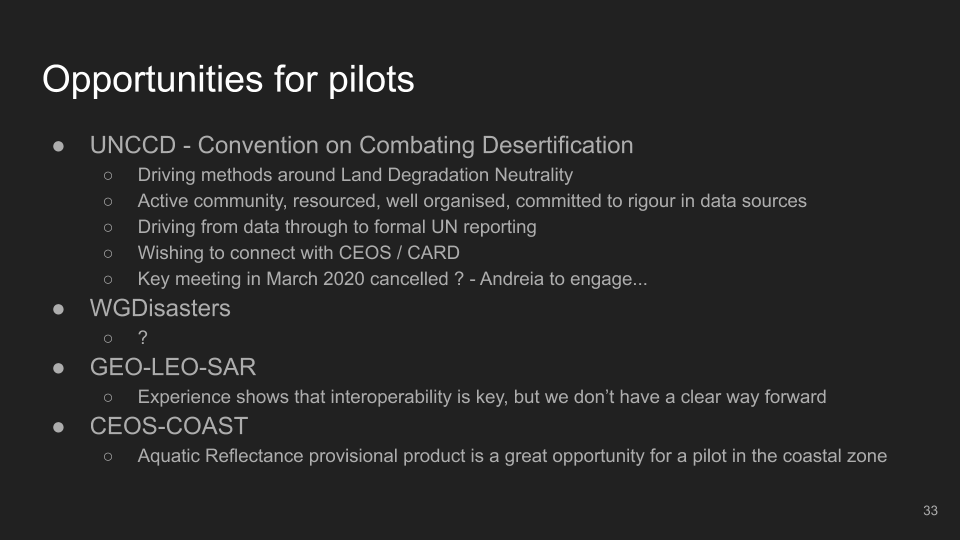 Opportunities for pilots
● UNCCD - Convention on Combating Desertification
○ Driving methods around Land Degradation Neutrality
○ Active community, resourced, well organised, committed to rigour in data sources
○ Driving from data through to formal UN reporting
○ Wishing to connect with CEOS / CARD
○ Key meeting in March 2020 cancelled ? - Andreia to engage...
● WGDisasters
○ ?
● GEO-LEO-SAR
○ Experience shows that interoperability is key, but we don’t have a clear way forward
● CEOS-COAST
○ Aquatic Reflectance provisional product is a great opportunity for a pilot in the coastal zone
33